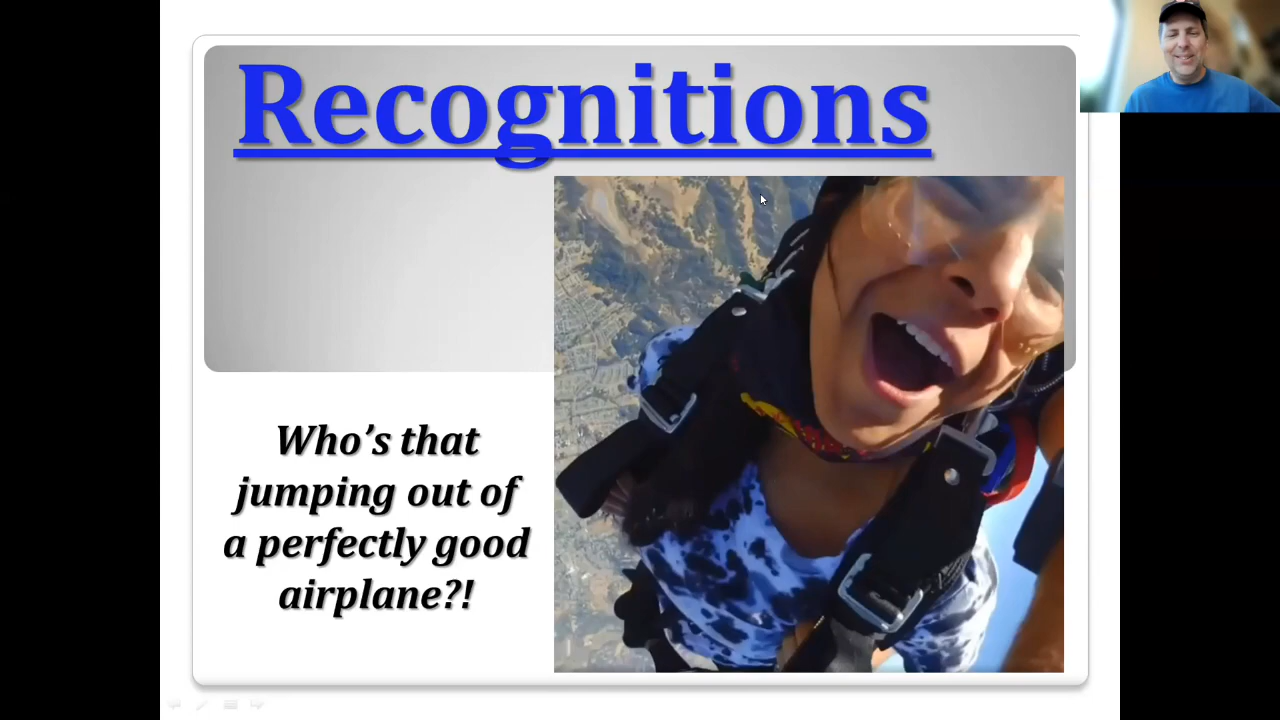 Recognitions
Who's that
jumping out of
a perfectly good
airplane?!